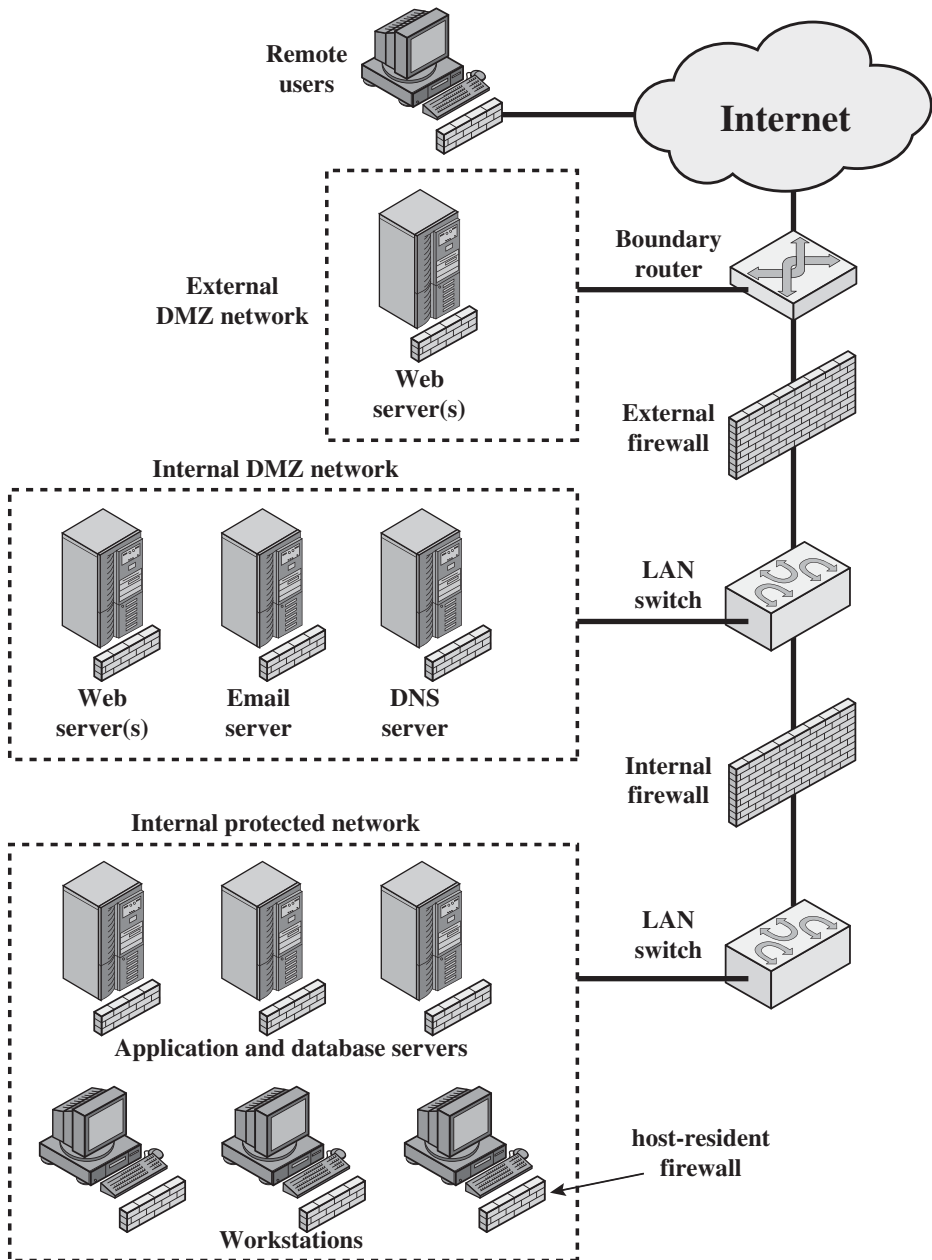 Remote
users
Internet
Boundary
router
External
DMZ network
Web
server(s)
External
firewall
Internal DMZ network
LAN
switch
Web
server(s)
Email
server
DNS
server
Internal
firewall
Internal protected network
LAN
switch
Application and database servers
host-resident
firewall
Workstations